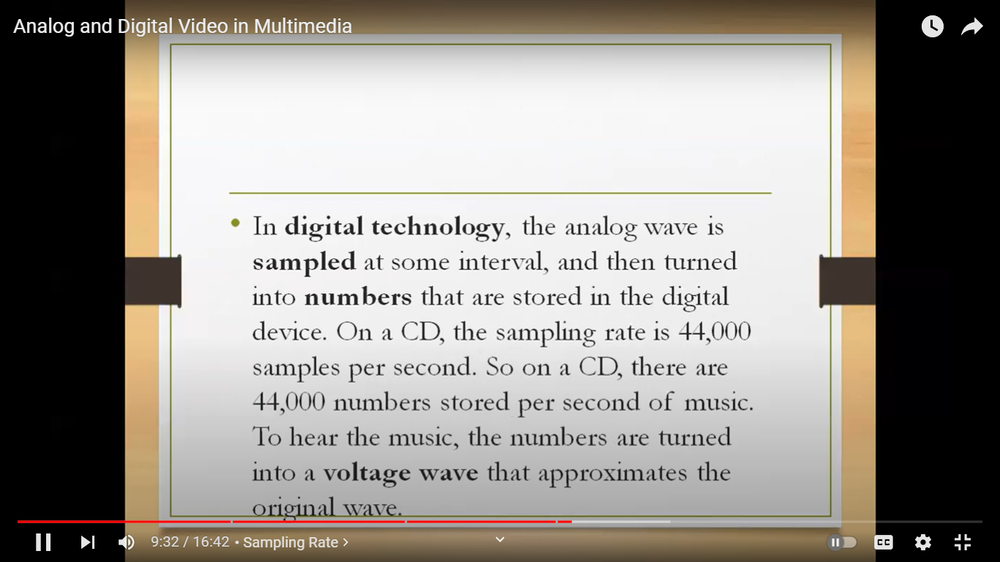 Analog and Digital Video in Multimedia
• In digital technology, the analog wave is
sampled at some interval, and then turned
into numbers that are stored in the digital
device. On a CD, the sampling rate is 44,000
samples per second. So on a CD, there are
44,000 numbers stored per second of music.
To hear the music, the numbers are turned
into a voltage wave that approximates the
original wave.
9:32 / 16:42 • Sampling Rate >
CC